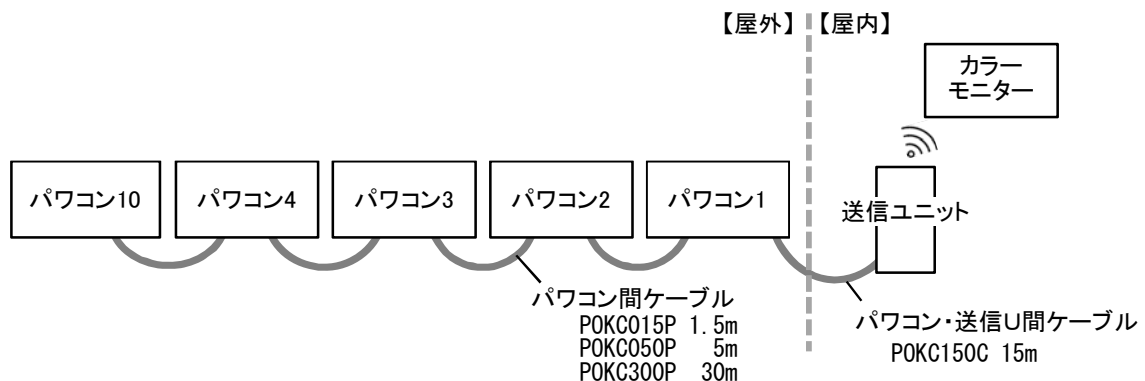 【屋外】
【屋内】
カラー
モニター
パワコン10
パワコン4
パワコン3
パワコン2
パワコン1
送信ユニット
パワコン間ケーブル
POKC015P 1.5m
POKC050P 5m
POKC300P 30m
パワコン・送信U間ケーブル
POKC150C 15m